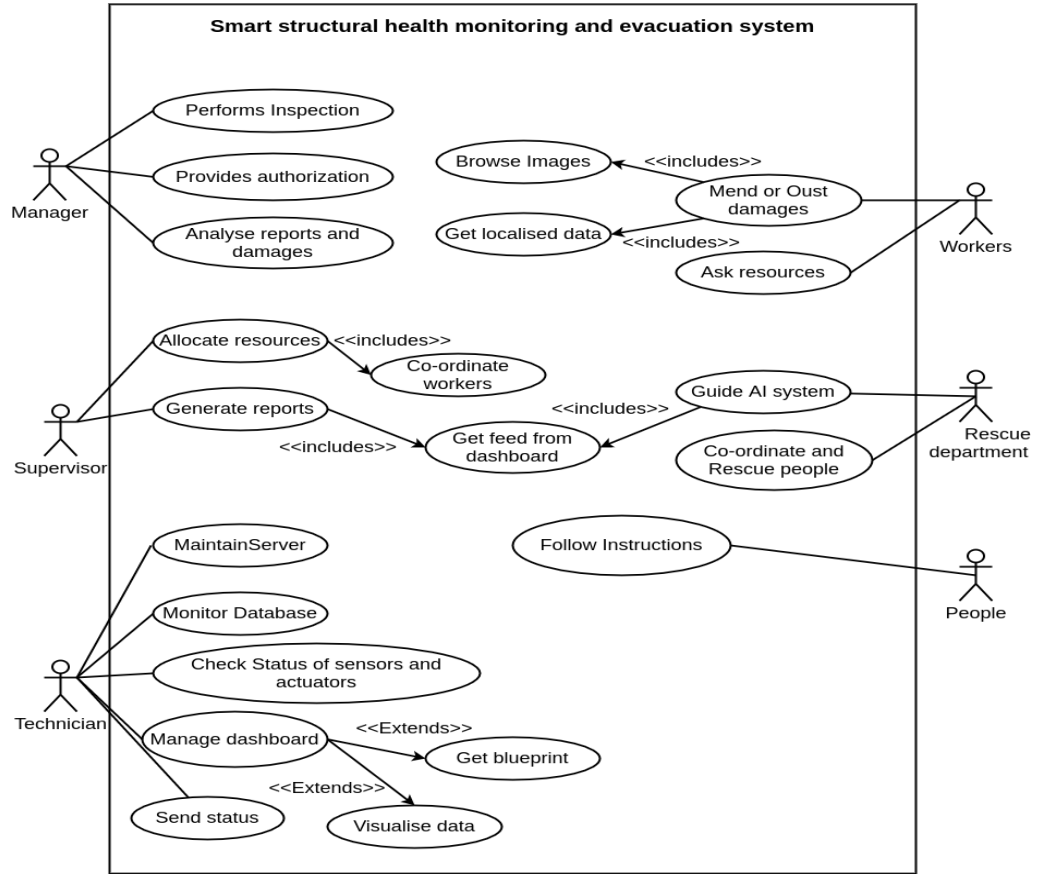 Smart structural health monitoring and evacuation system
Performs Inspection
Provides authorization
Manager
Analyse reports and
damages
Browse Images
<<includes>>
Mend or Oust
damages
Get localised data
<<includes>>
Workers
Ask resources
Allocate resources
<<includes>>
Co-ordinate
workers
Generate reports
<<includes>>
Supervisor
Get feed from
dashboard
<<includes>>
Guide AI system
Co-ordinate and
Rescue people
Rescue
department
Follow Instructions
People
MaintainServer
Monitor Database
Check Status of sensors and
actuators
Technician
Manage dashboard
<<Extends>>
Get blueprint
<<Extends>>
Visualise data
Send status